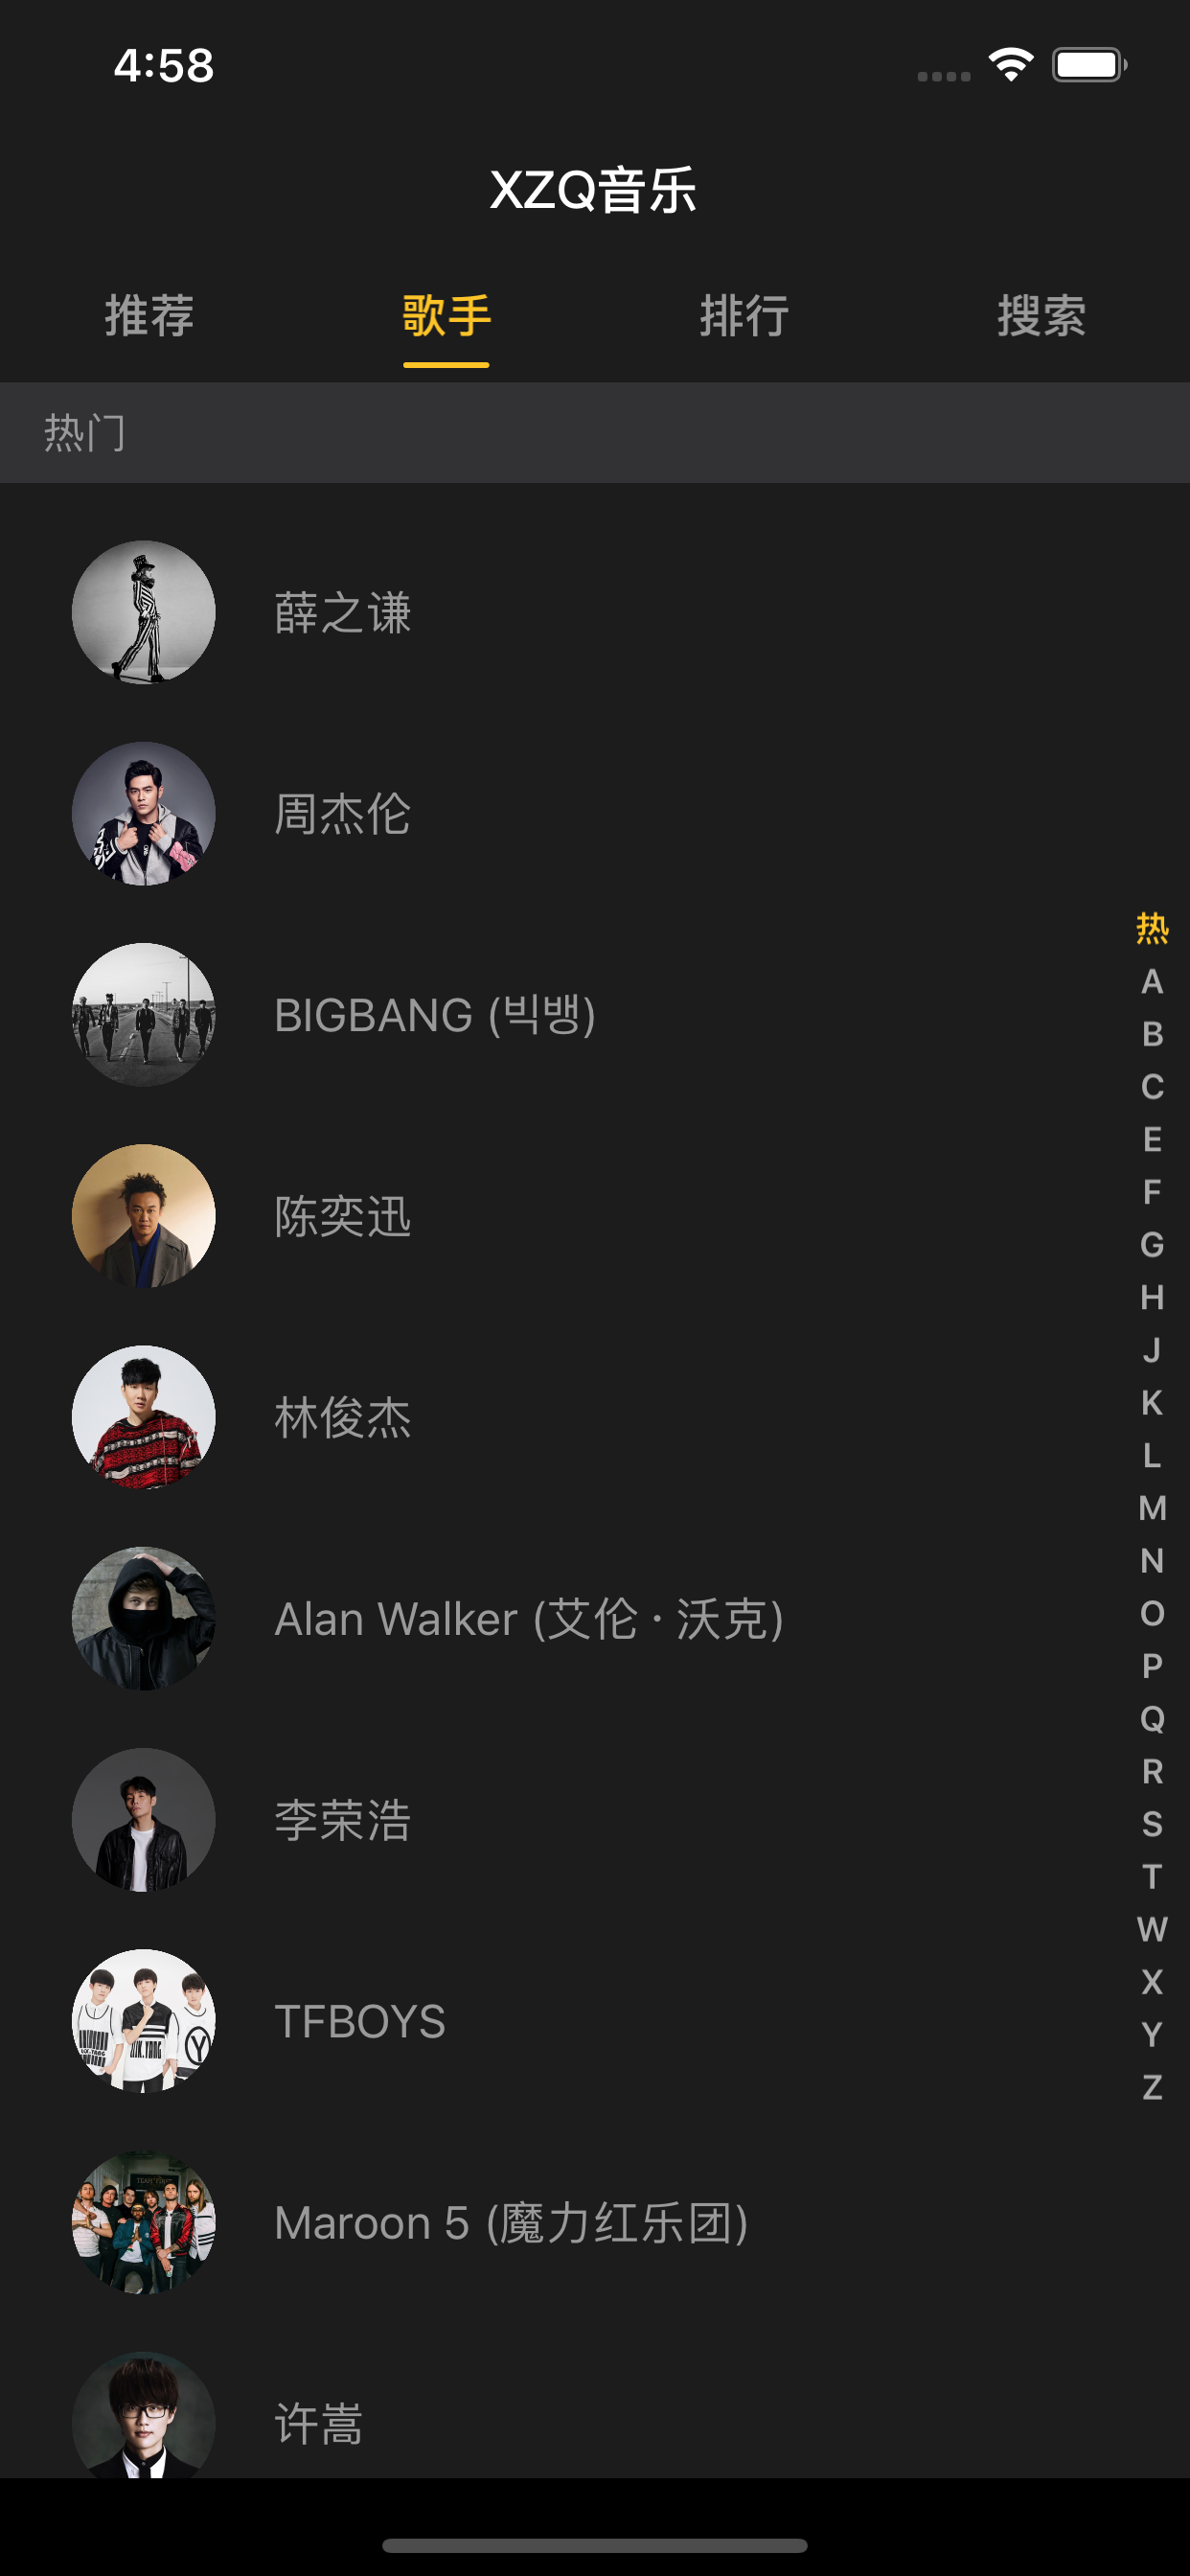 4:58
XZQ音乐
推荐 歌手 排行 搜索
热门
薛之谦
周杰伦
BIGBANG (빅뱅)
陈奕迅
林俊杰
Alan Walker (艾伦 · 沃克)
李荣浩
TFBOYS
Maroon 5 (魔力红乐团)
许嵩
热
A
B
C
E
F
G
H
J
K
L
M
N
O
P
Q
R
S
T
W
X
Y
Z